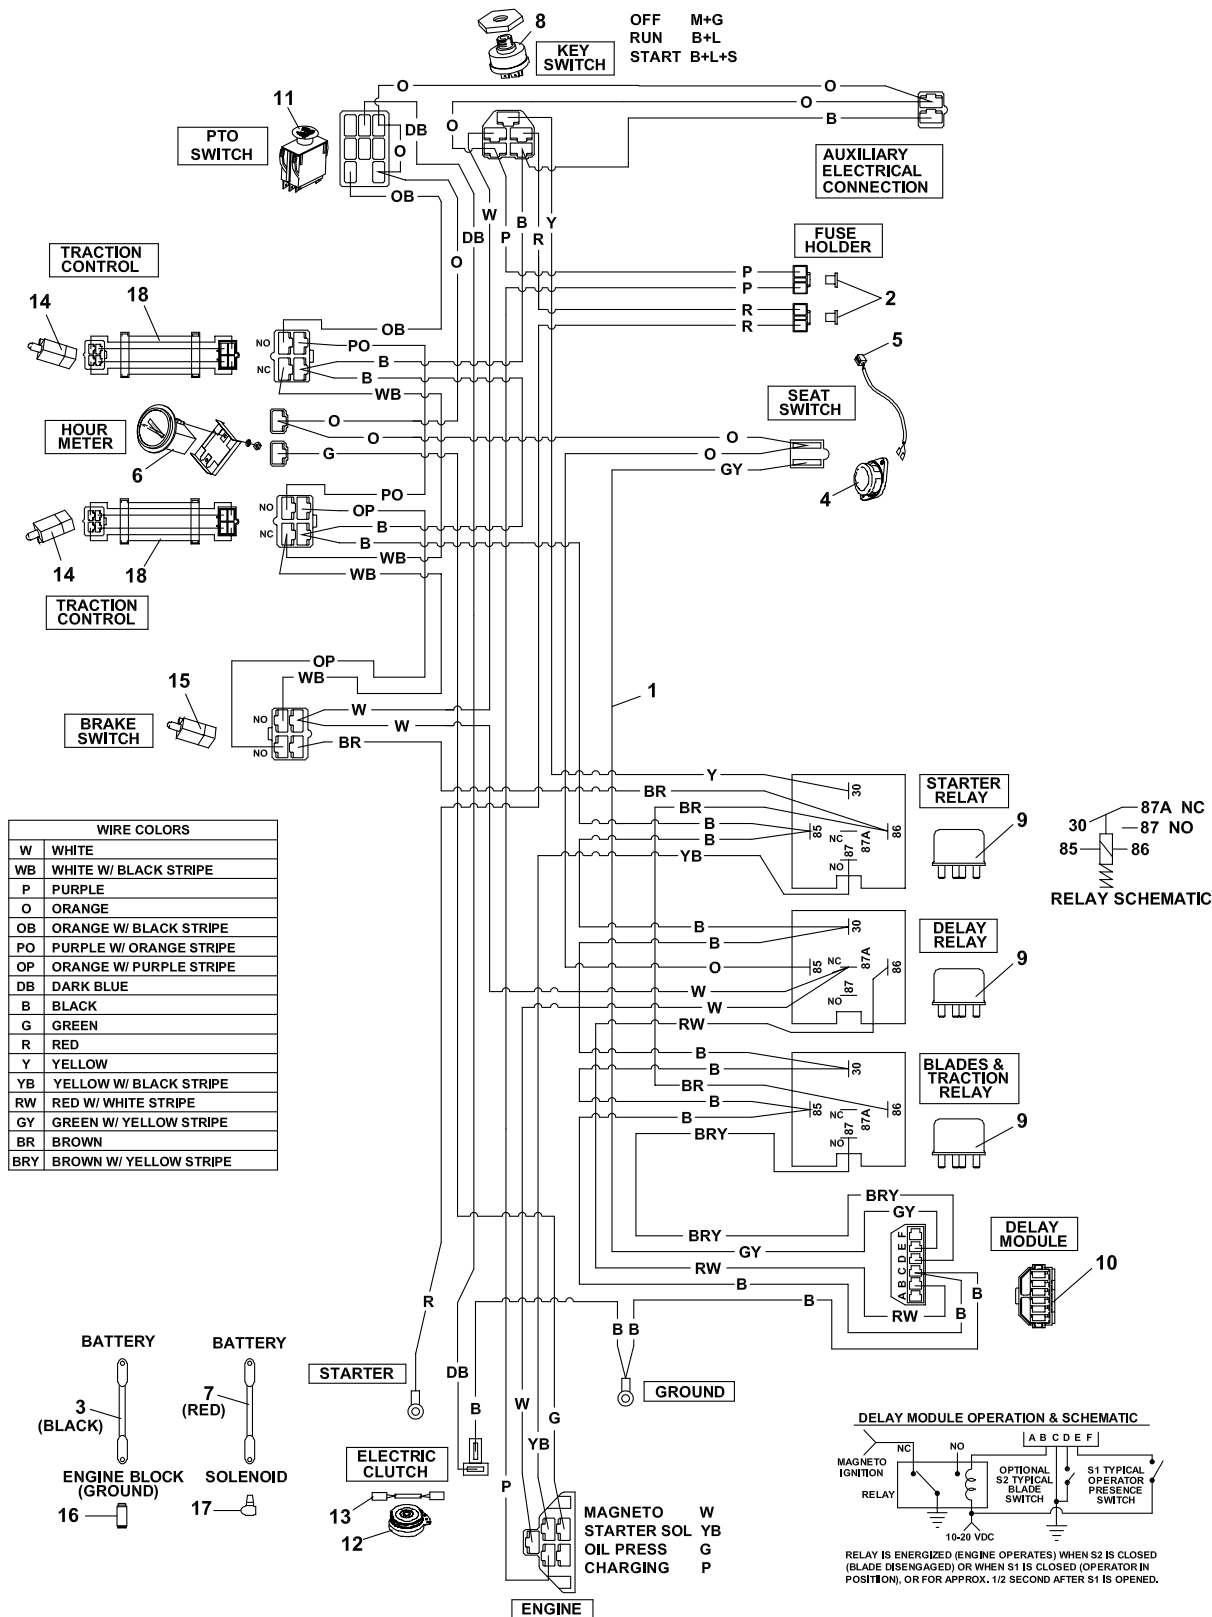 8
OFF M+G
RUN B+L
START B+L+S
KEY
SWITCH
11
PTO
SWITCH
O
O
O
B
DB
O
O
OB
W
DB
B
P
Y
R
O
AUXILIARY
ELECTRICAL
CONNECTION
FUSE
HOLDER
P
P
R
R
2
TRACTION
CONTROL
14
18
NO
NC
OB
PO
B
B
WB
5
SEAT
SWITCH
HOUR
METER
6
O
O
G
O
O
GY
4
14
18
NO
NC
PO
OP
B
B
WB
WB
TRACTION
CONTROL
OP
WB
15
BRAKE
SWITCH
NO
NO
W
W
BR
1
Y
BR
BR
B
B
YB
30
85
NC
87A
86
87
NO
STARTER
RELAY
9
87A NC
30
87 NO
85
86
RELAY SCHEMATIC
WIRE COLORS
W WHITE
WB WHITE W/ BLACK STRIPE
P PURPLE
O ORANGE
OB ORANGE W/ BLACK STRIPE
PO PURPLE W/ ORANGE STRIPE
OP ORANGE W/ PURPLE STRIPE
DB DARK BLUE
B BLACK
G GREEN
R RED
Y YELLOW
YB YELLOW W/ BLACK STRIPE
RW RED W/ WHITE STRIPE
GY GREEN W/ YELLOW STRIPE
BR BROWN
BRY BROWN W/ YELLOW STRIPE
B
B
O
W
W
RW
30
85
NC
87A
86
87
NO
DELAY
RELAY
9
B
B
BR
B
B
BRY
30
85
NC
87A
86
87
NO
BLADES &
TRACTION
RELAY
9
BRY
GY
BRY
GY
RW
B
B
RW
B
B
A B C D E F
DELAY
MODULE
10
R
DB
B
B B
W
YB
G
P
STARTER
GROUND
BATTERY
3
(BLACK)
ENGINE BLOCK
(GROUND)
16
BATTERY
7
(RED)
SOLENOID
17
ELECTRIC
CLUTCH
13
12
MAGNETO W
STARTER SOL YB
OIL PRESS G
CHARGING P
ENGINE
DELAY MODULE OPERATION & SCHEMATIC
A B C D E F
MAGNETO
IGNITION
NC
NO
RELAY
10-20 VDC
OPTIONAL
S2 TYPICAL
BLADE
SWITCH
S1 TYPICAL
OPERATOR
PRESENCE
SWITCH
RELAY IS ENERGIZED (ENGINE OPERATES) WHEN S2 IS CLOSED
(BLADE DISENGAGED) OR WHEN S1 IS CLOSED (OPERATOR IN
POSITION), OR FOR APPROX. 1/2 SECOND AFTER S1 IS OPENED.